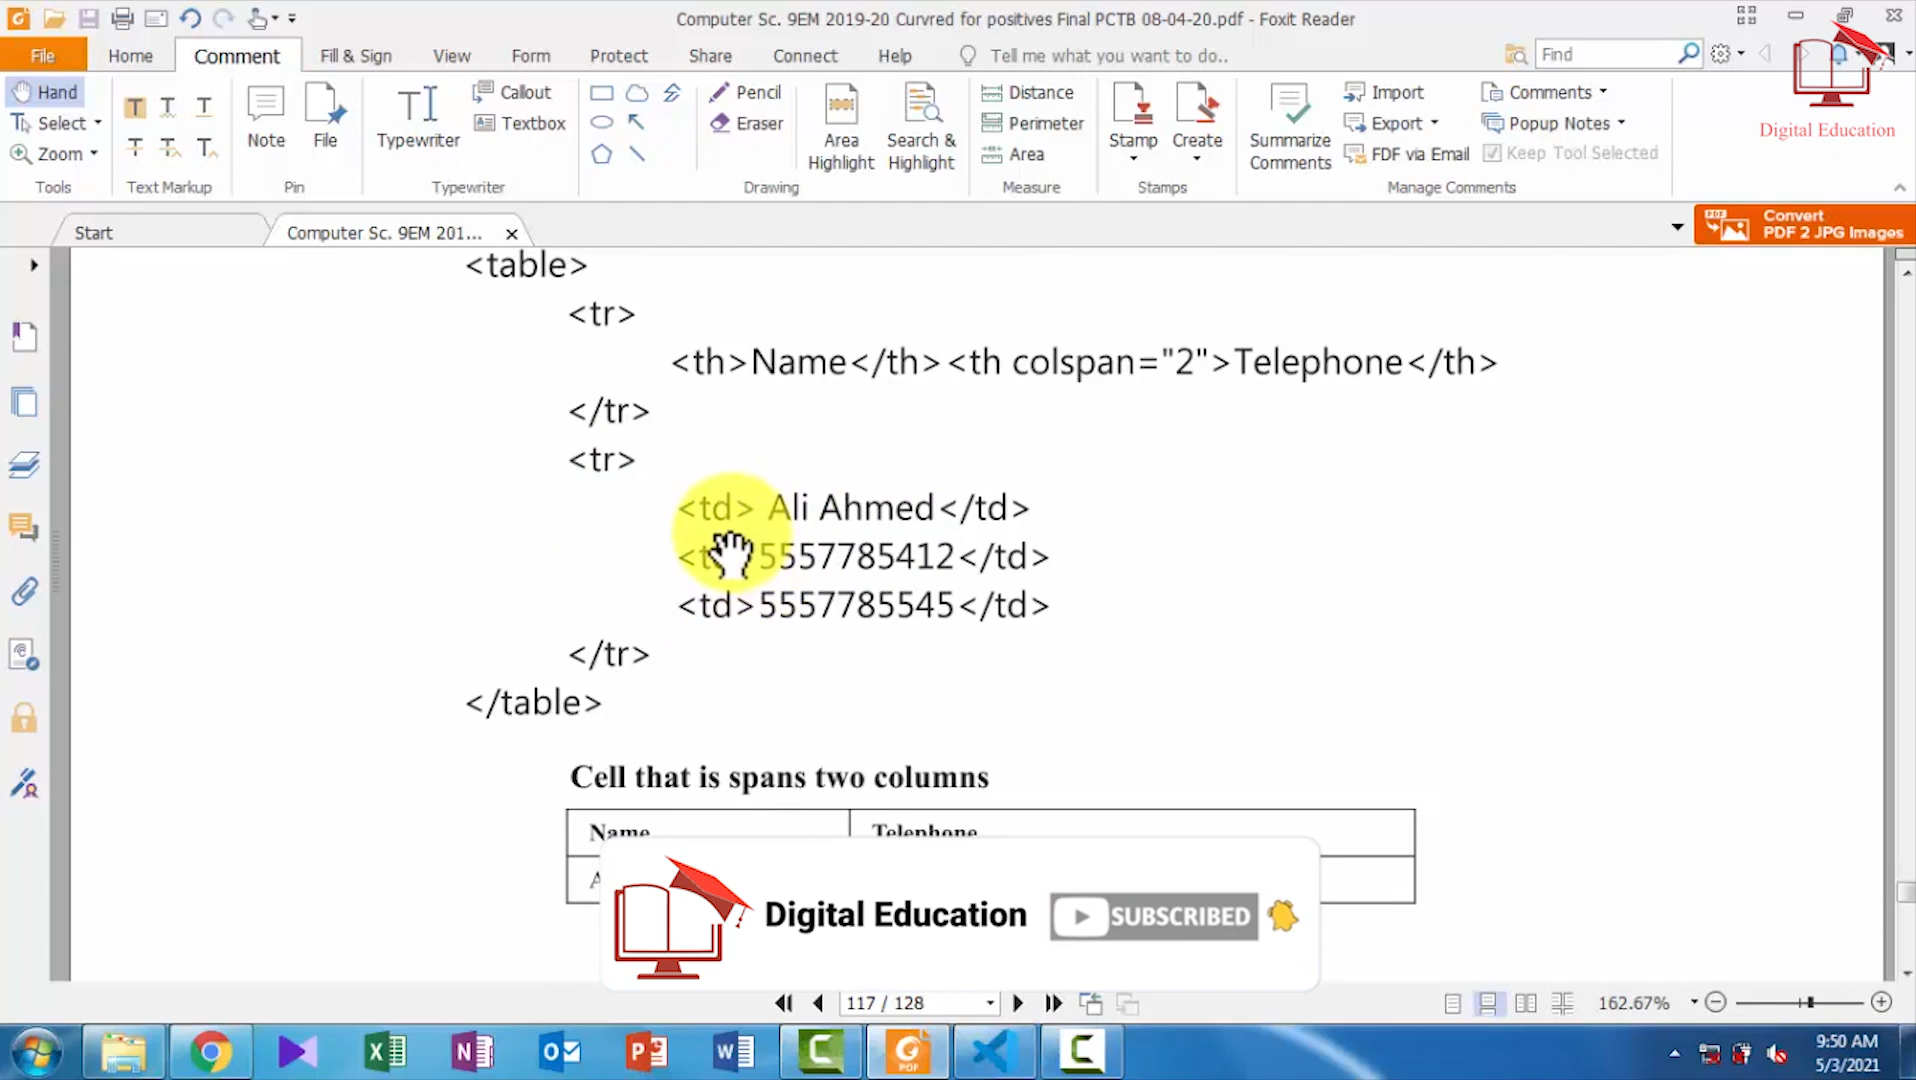 Computer Sc. 9EM 2019-20 Curvred for positives Final PCTB 08-04-20.pdf - Foxit Reader
File Home Comment Fill & Sign View Form Protect Share Connect Help Tell me what you want to do.. Find
Hand
Select
Zoom
Tools
Text Markup
Note
File
Pin
Typewriter
Callout
Textbox
Typewriter
Pencil
Eraser
Area Highlight
Search & Highlight
Drawing
Distance
Perimeter
Area
Measure
Stamp
Create
Stamps
Summarize Comments
Import
Export
FDF via Email
Comments
Popup Notes
Keep Tool Selected
Manage Comments
Digital Education
Start
Computer Sc. 9EM 201...
Convert
PDF 2 JPG Images
<table>
<tr>
<th>Name</th><th colspan="2">Telephone</th>
</tr>
<tr>
<td> Ali Ahmed</td>
5557785412</td>
<td>5557785545</td>
</tr>
</table>
Cell that is spans two columns
Name Telephone
Digital Education SUBSCRIBED
117 / 128
162.67%
9:50 AM
5/3/2021